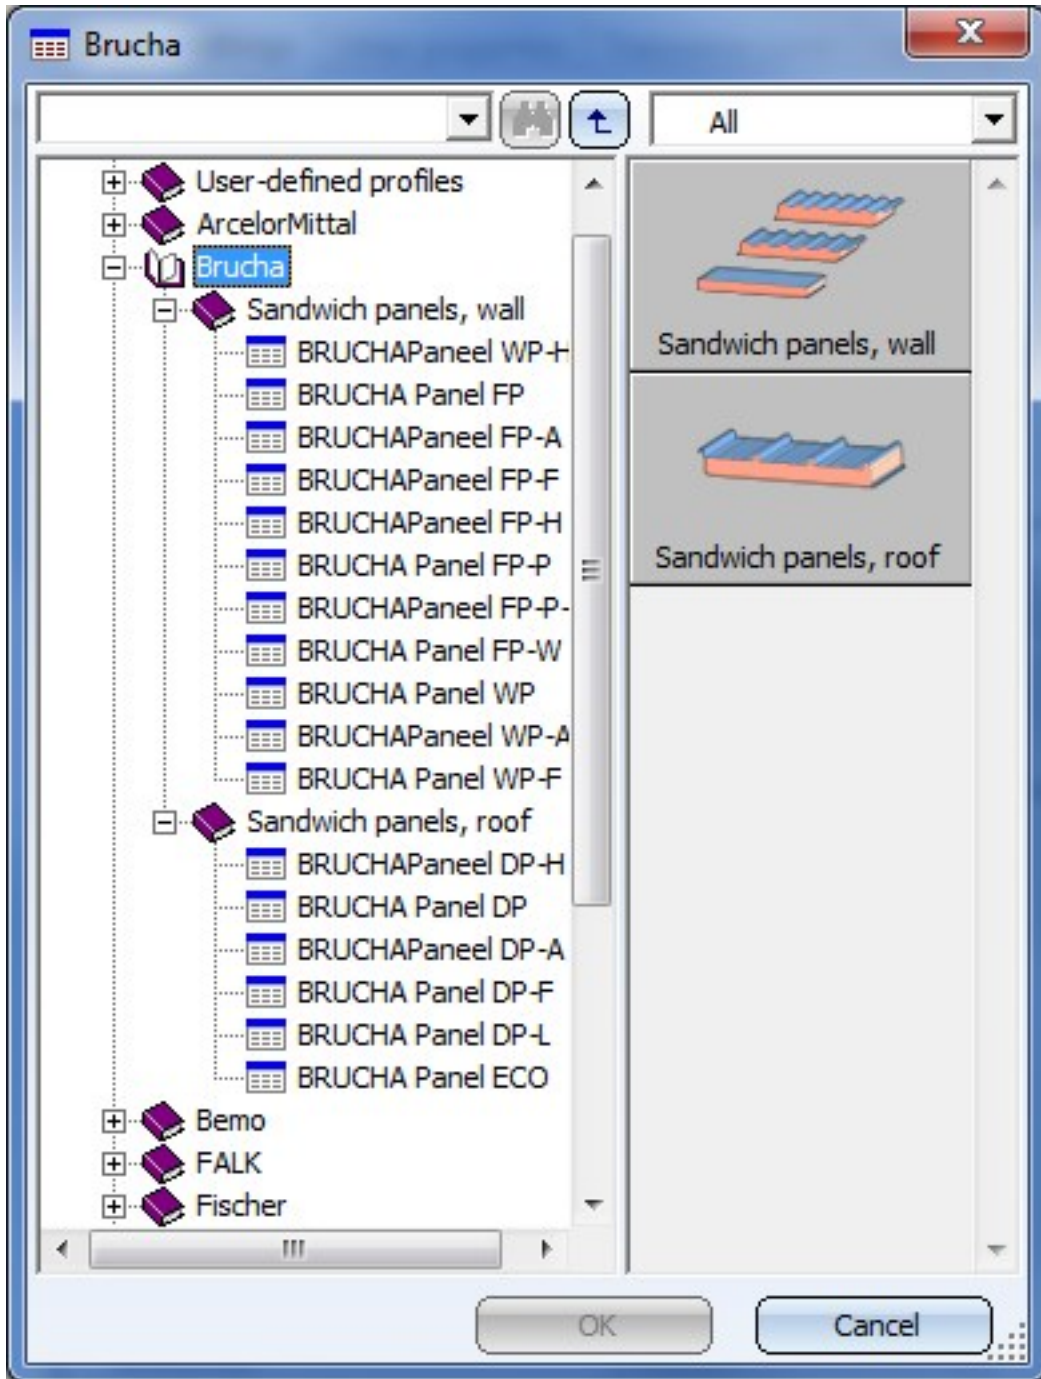 Brucha
All
User-defined profiles
ArcelorMittal
Brucha
Sandwich panels, wall
BRUCHAPaneel WP-H
BRUCHA Panel FP
BRUCHAPaneel FP-A
BRUCHAPaneel FP-F
BRUCHAPaneel FP-H
BRUCHA Panel FP-P
BRUCHAPaneel FP-P-
BRUCHA Panel FP-W
BRUCHA Panel WP
BRUCHAPaneel WP-A
BRUCHA Panel WP-F
Sandwich panels, roof
BRUCHAPaneel DP-H
BRUCHA Panel DP
BRUCHAPaneel DP-A
BRUCHA Panel DP-F
BRUCHA Panel DP-L
BRUCHA Panel ECO
Bemo
FALK
Fischer
Sandwich panels, wall
Sandwich panels, roof
OK
Cancel